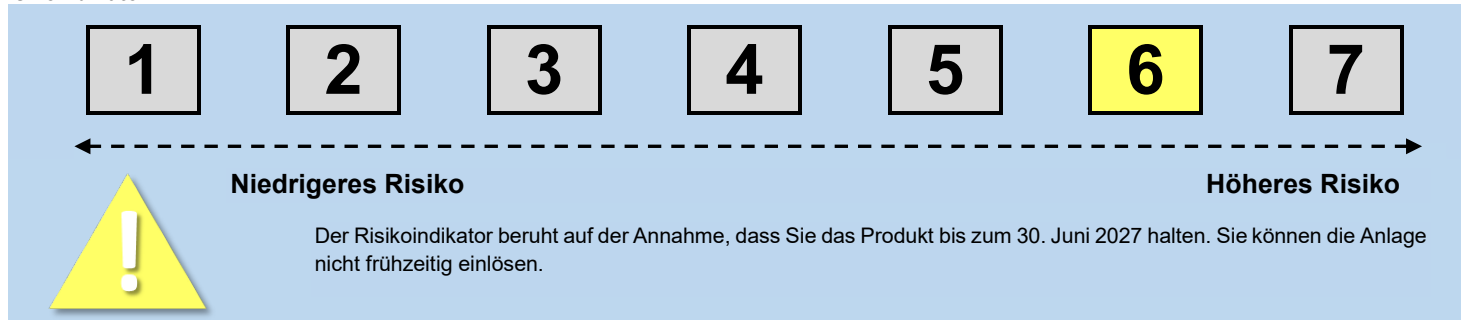 1 2 3 4 5 6 7
Niedrigeres Risiko Höheres Risiko
!
Der Risikoindikator beruht auf der Annahme, dass Sie das Produkt bis zum 30. Juni 2027 halten. Sie können die Anlage
nicht frühzeitig einlösen.